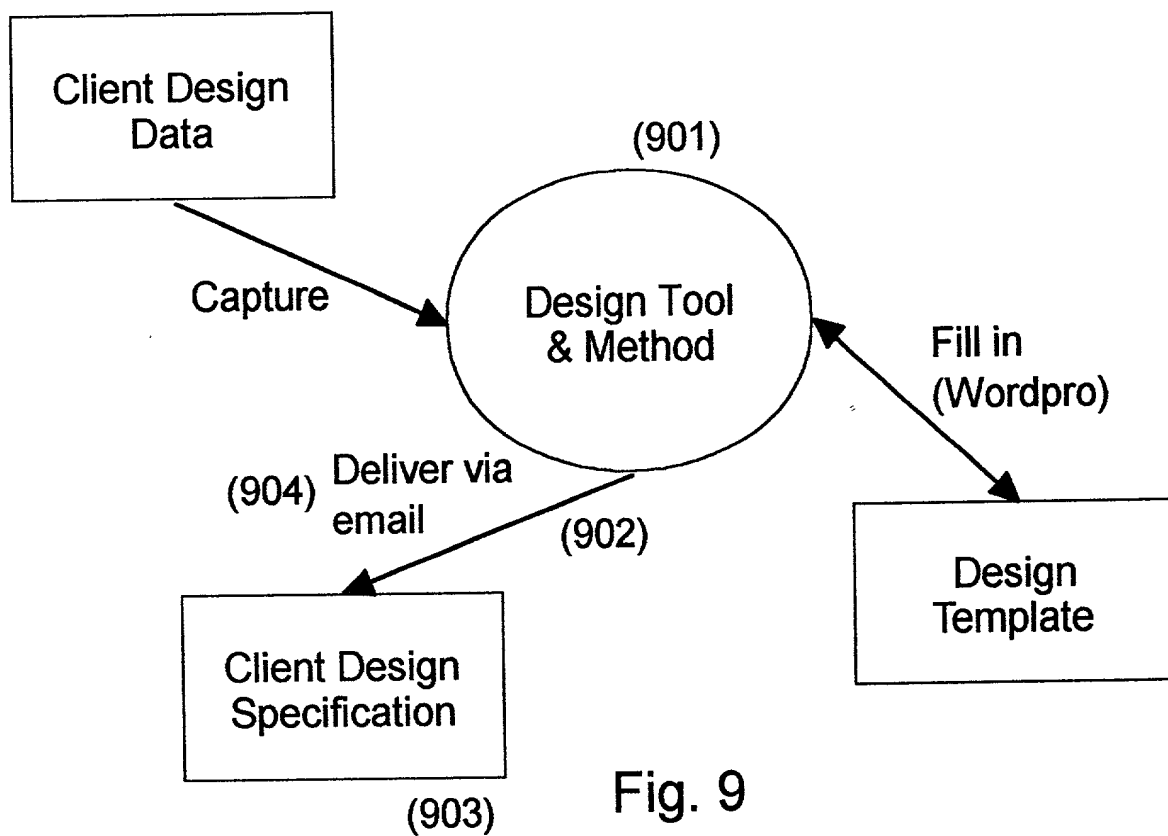 Client Design
Data
(901)
Capture
Design Tool
& Method
Fill in
(Wordpro)
(904)
Deliver via
email
(902)
Design
Template
Client Design
Specification
(903)
Fig. 9